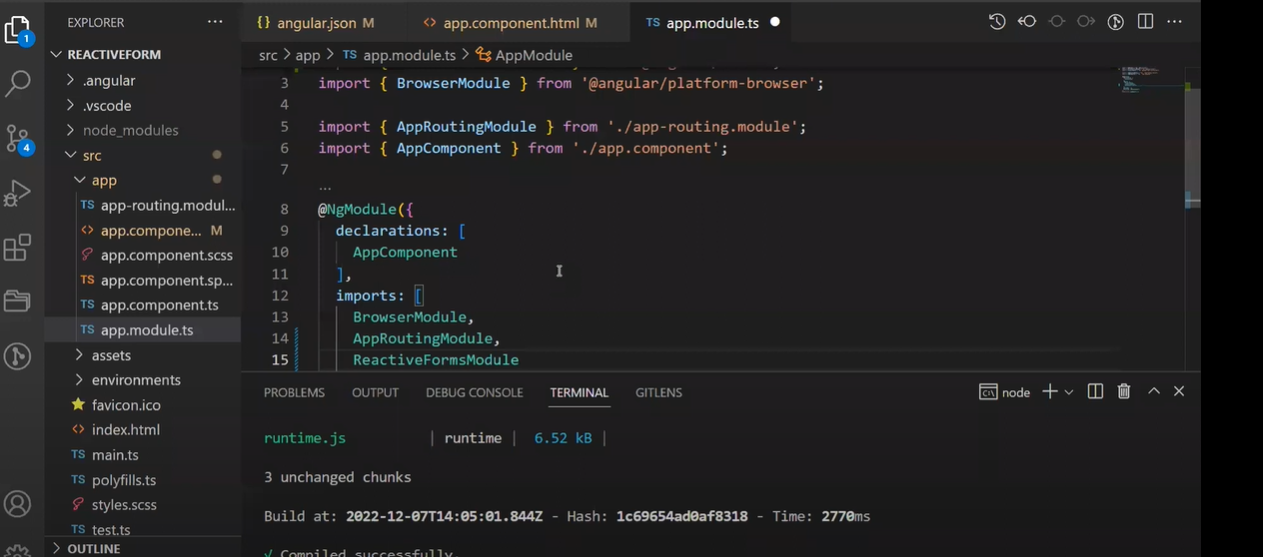 EXPLORER
REACTIVEFORM
.angular
.vscode
node_modules
src
app
TS app-routing.modul...
<> app.compone... M
app.component.scss
TS app.component.sp...
TS app.component.ts
TS app.module.ts
assets
environments
favicon.ico
<> index.html
TS main.ts
TS polyfills.ts
styles.scss
TS test.ts
OUTLINE
1
4
{} angular.json M
<> app.component.html M
TS app.module.ts
src > app > TS app.module.ts > AppModule
3 import { BrowserModule } from '@angular/platform-browser';
4
5 import { AppRoutingModule } from './app-routing.module';
6 import { AppComponent } from './app.component';
7
...
8 @NgModule({
9 declarations: [
10 AppComponent
11 ],
12 imports: [
13 BrowserModule,
14 AppRoutingModule,
15 ReactiveFormsModule
PROBLEMS OUTPUT DEBUG CONSOLE TERMINAL GITLENS
node
runtime.js | runtime | 6.52 kB |
3 unchanged chunks
Build at: 2022-12-07T14:05:01.844Z - Hash: 1c69654ad0af8318 - Time: 2770ms
√ Compiled successfully.